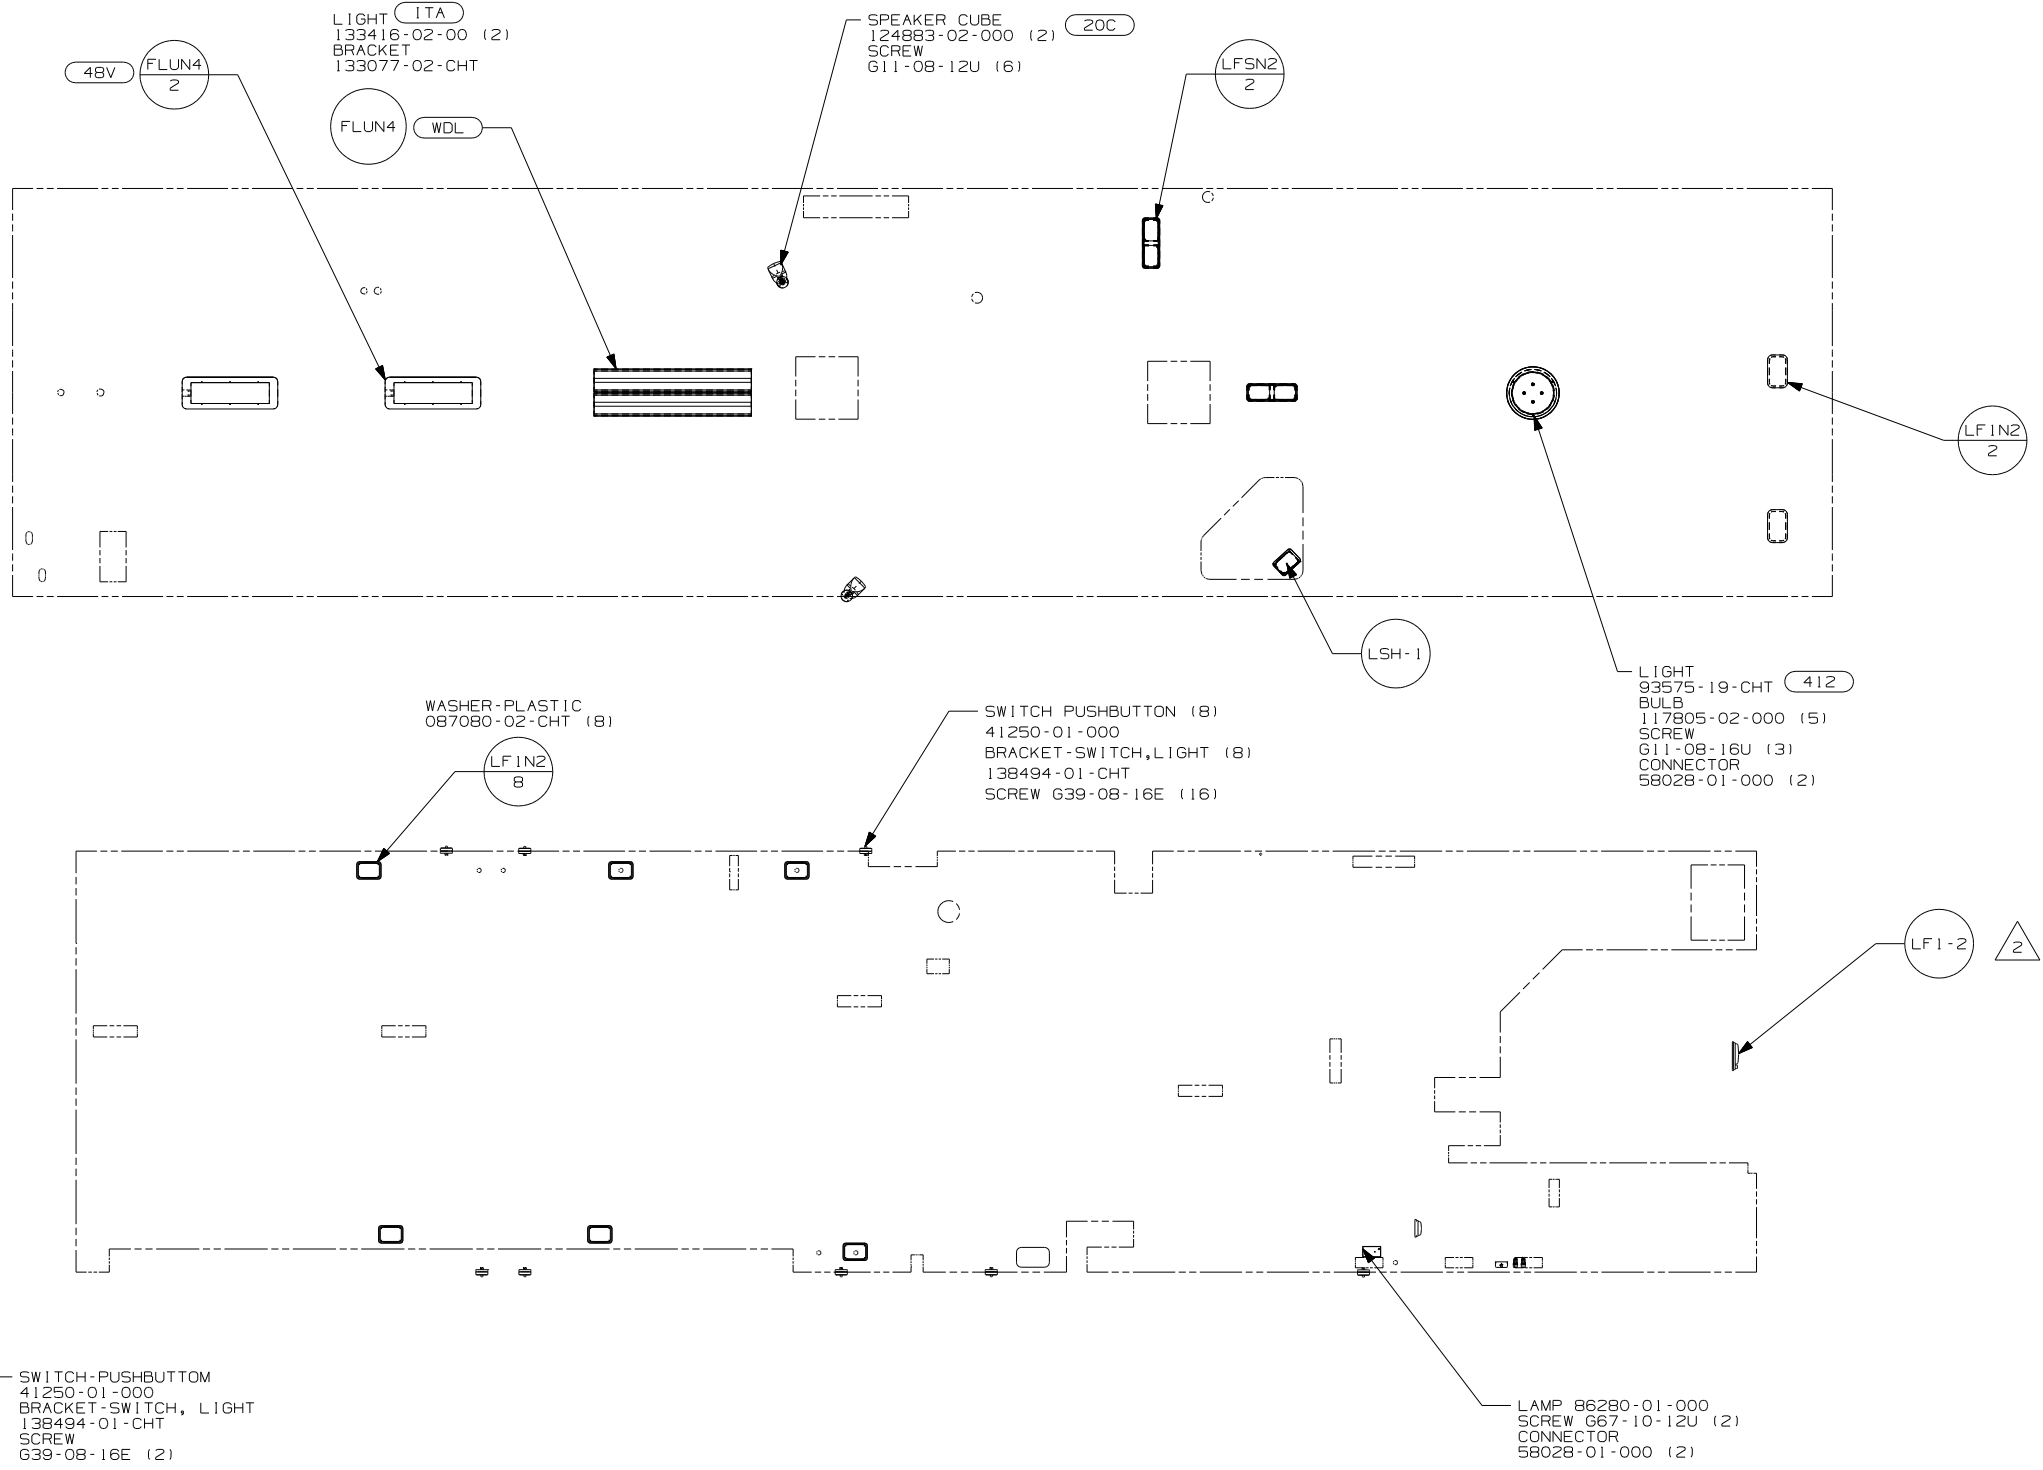 LIGHT ITA
133416-02-00 (2)
BRACKET
133077-02-CHT
48V
FLUN4
2
FLUN4
WDL
SPEAKER CUBE
124883-02-000 (2) 20C
SCREW
G11-08-12U (6)
LFSN2
2
LF1N2
2
LSH-1
LIGHT
93575-19-CHT 412
BULB
117805-02-000 (5)
SCREW
G11-08-16U (3)
CONNECTOR
58028-01-000 (2)
WASHER-PLASTIC
087080-02-CHT (8)
LF1N2
8
SWITCH PUSHBUTTON (8)
41250-01-000
BRACKET-SWITCH,LIGHT (8)
138494-01-CHT
SCREW G39-08-16E (16)
LF1-2
2
SWITCH-PUSHBUTTOM
41250-01-000
BRACKET-SWITCH, LIGHT
138494-01-CHT
SCREW
G39-08-16E (2)
LAMP 86280-01-000
SCREW G67-10-12U (2)
CONNECTOR
58028-01-000 (2)